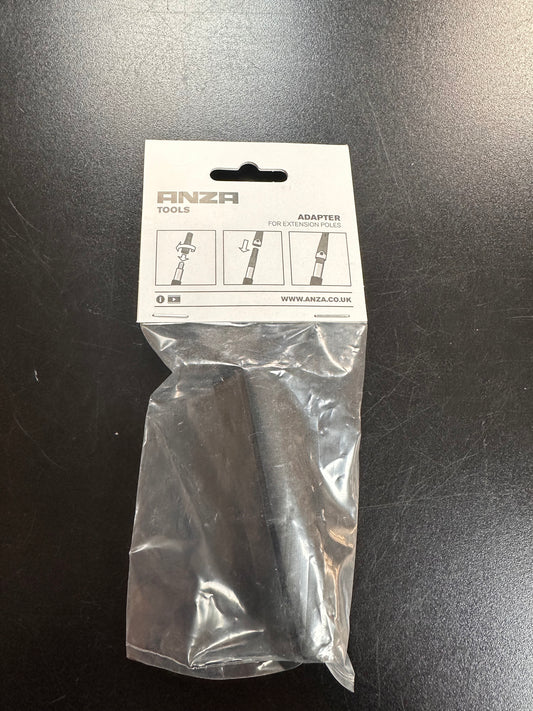 ANZA
TOOLS
ADAPTER
FOR EXTENSION POLES
WWW.ANZA.CO.UK